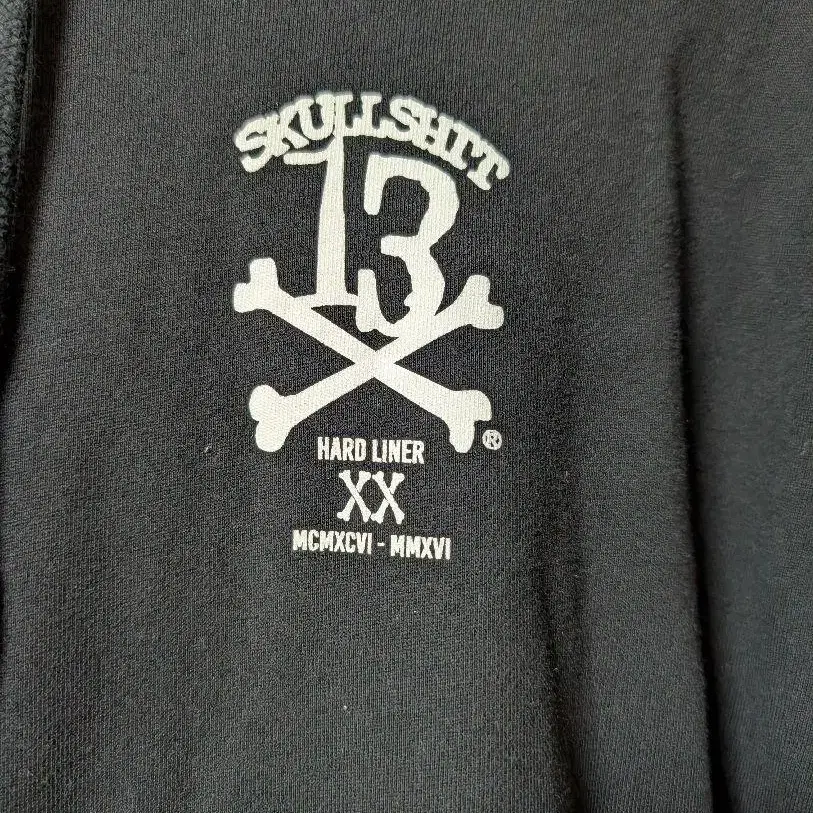 SKULLSHIT
13
®
HARD LINER
XX
MCMXCVI - MMXVI